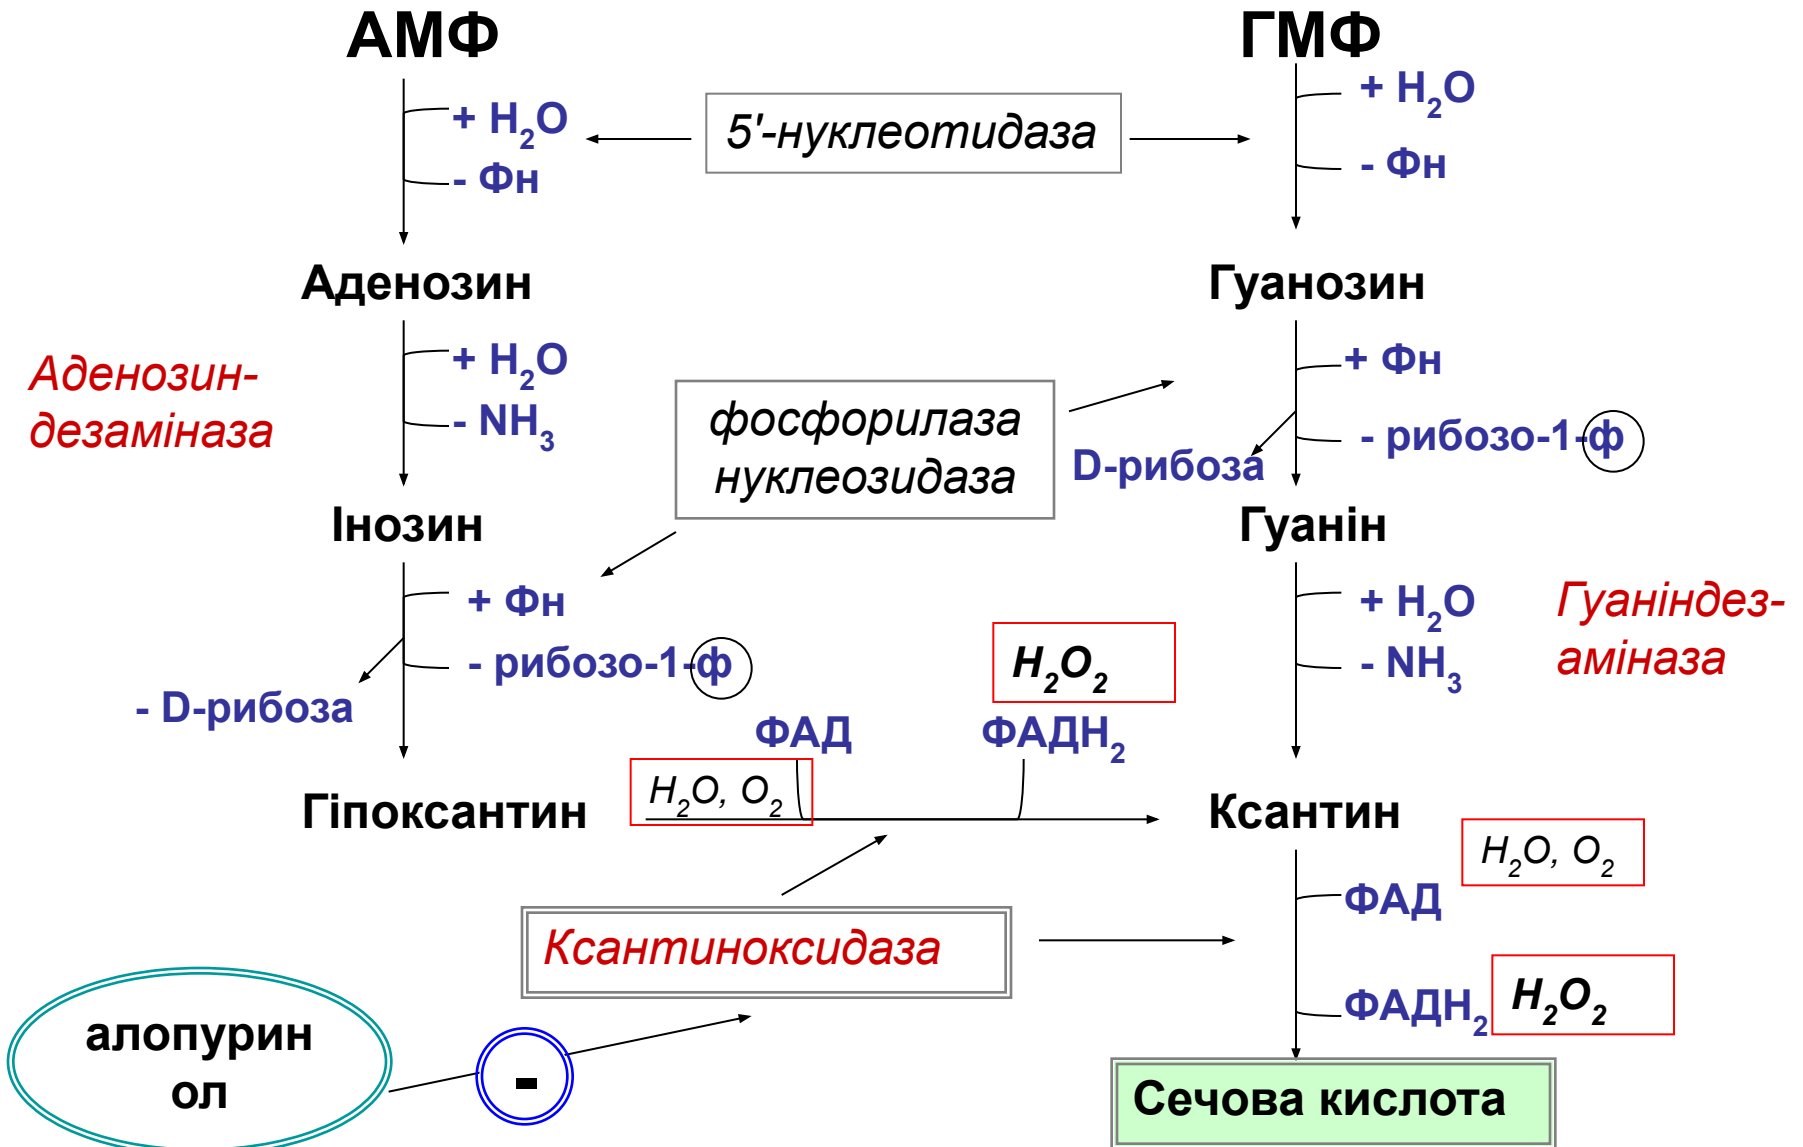 АМФ
ГМФ
+ H2O
5'-нуклеотидаза
+ H2O
- Фн
- Фн
Аденозин
Гуанозин
Аденозин-
дезаміназа
+ H2O
- NH3
фосфорилаза
нуклеозидаза
+ Фн
- рибозо-1-ф
D-рибоза
Інозин
Гуанін
+ Фн
- рибозо-1-ф
- D-рибоза
+ H2O
- NH3
Гуаніндез-
аміназа
H2O2
ФАД
ФАДН2
H2O, O2
Гіпоксантин
Ксантин
H2O, O2
ФАД
Ксантиноксидаза
ФАДН2
H2O2
алопурин
ол
-
Сечова кислота